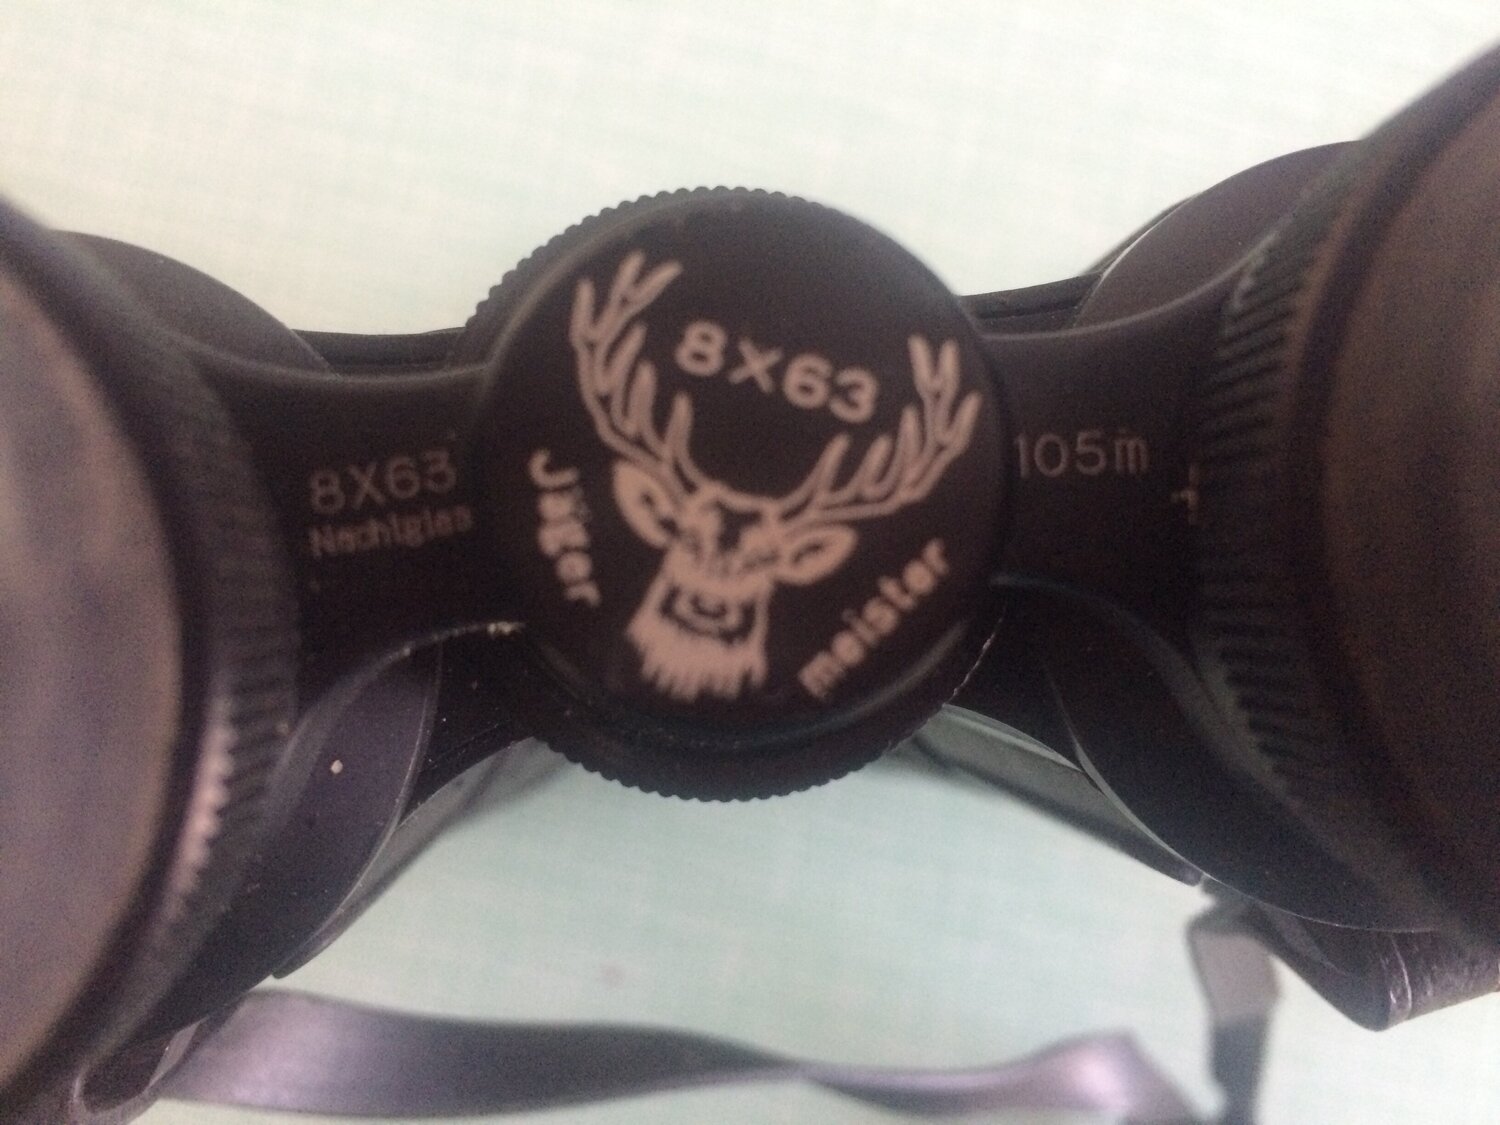 8X63
Jäger
meister
8X63
Nachtglas
105m